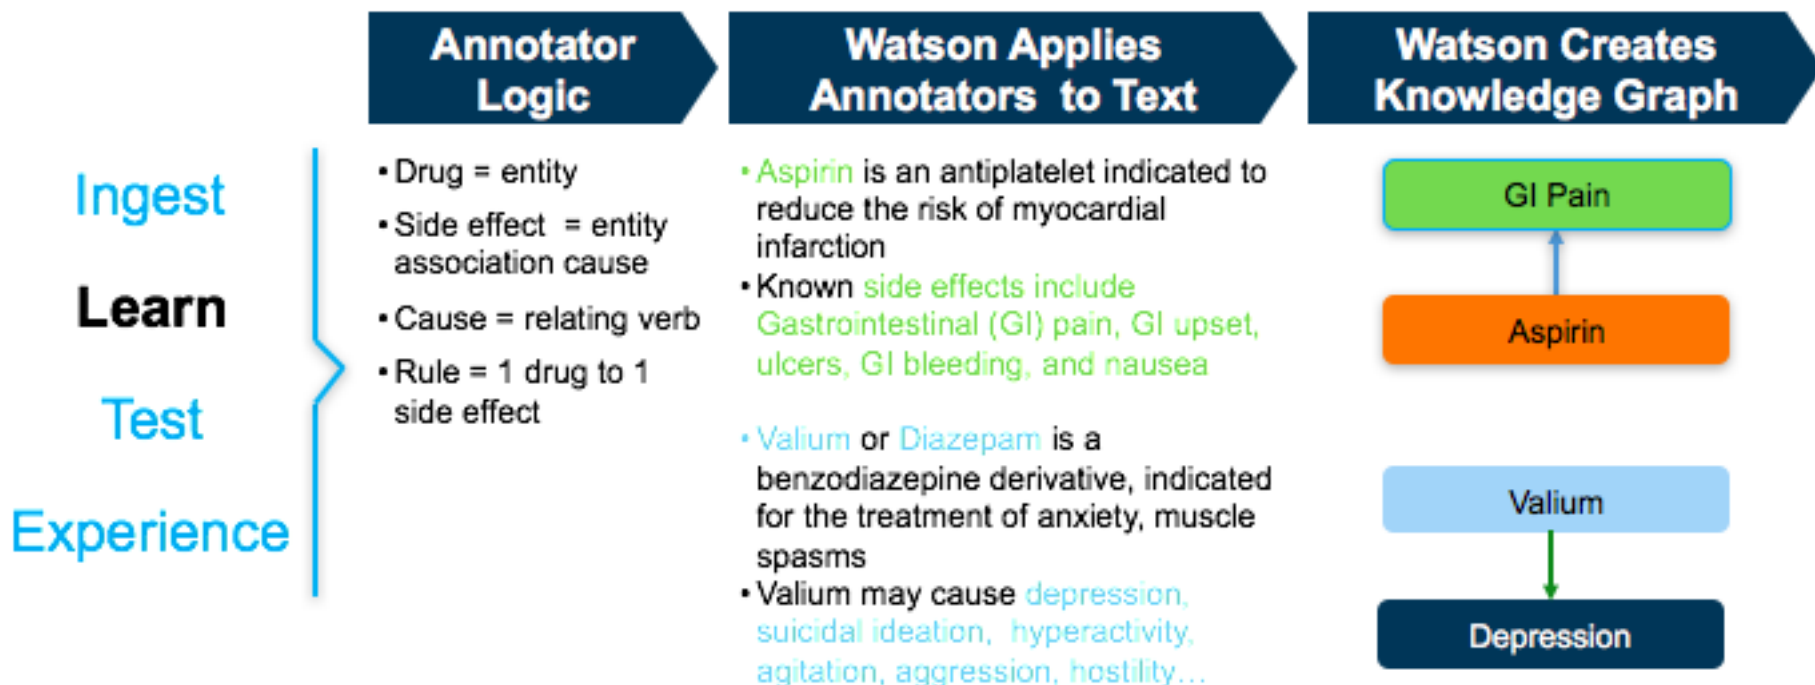 Annotator
Logic
Watson Applies
Annotators to Text
Watson Creates
Knowledge Graph
Ingest
Learn
Test
Experience
• Drug = entity
• Side effect = entity
association cause
• Cause = relating verb
• Rule = 1 drug to 1
side effect
• Aspirin is an antiplatelet indicated to
reduce the risk of myocardial
infarction
• Known side effects include
Gastrointestinal (GI) pain, GI upset,
ulcers, GI bleeding, and nausea
• Valium or Diazepam is a
benzodiazepine derivative, indicated
for the treatment of anxiety, muscle
spasms
• Valium may cause depression,
suicidal ideation, hyperactivity,
agitation, aggression, hostility…
GI Pain
Aspirin
Valium
Depression